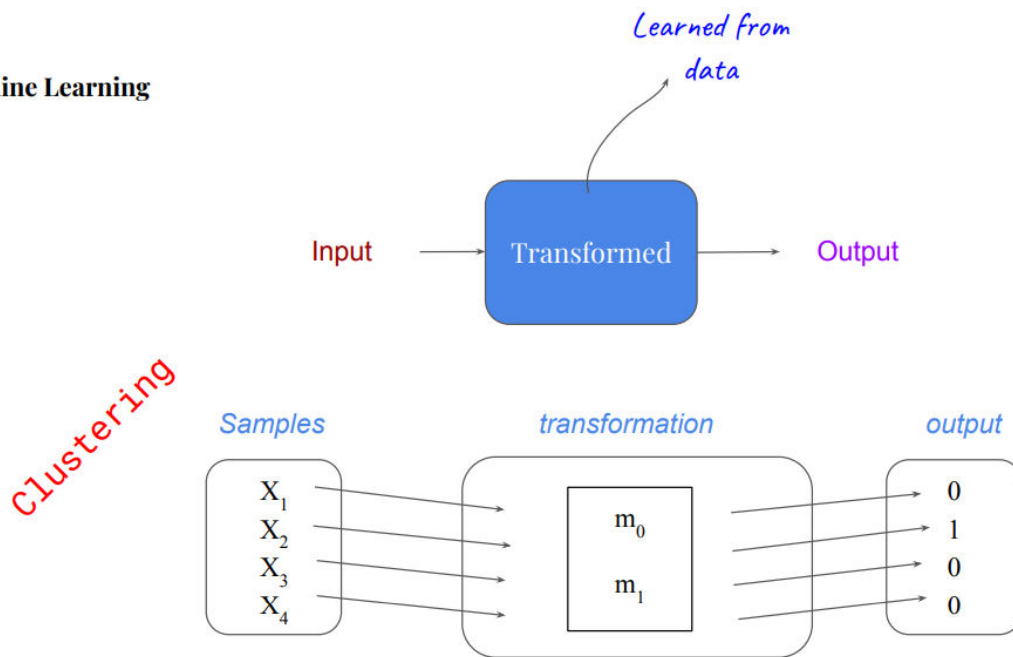 Learned from
data
ine Learning
Input
Transformed
Output
Clustering
Samples
transformation
output
X1
X2
X3
X4
m0
m1
0
1
0
0